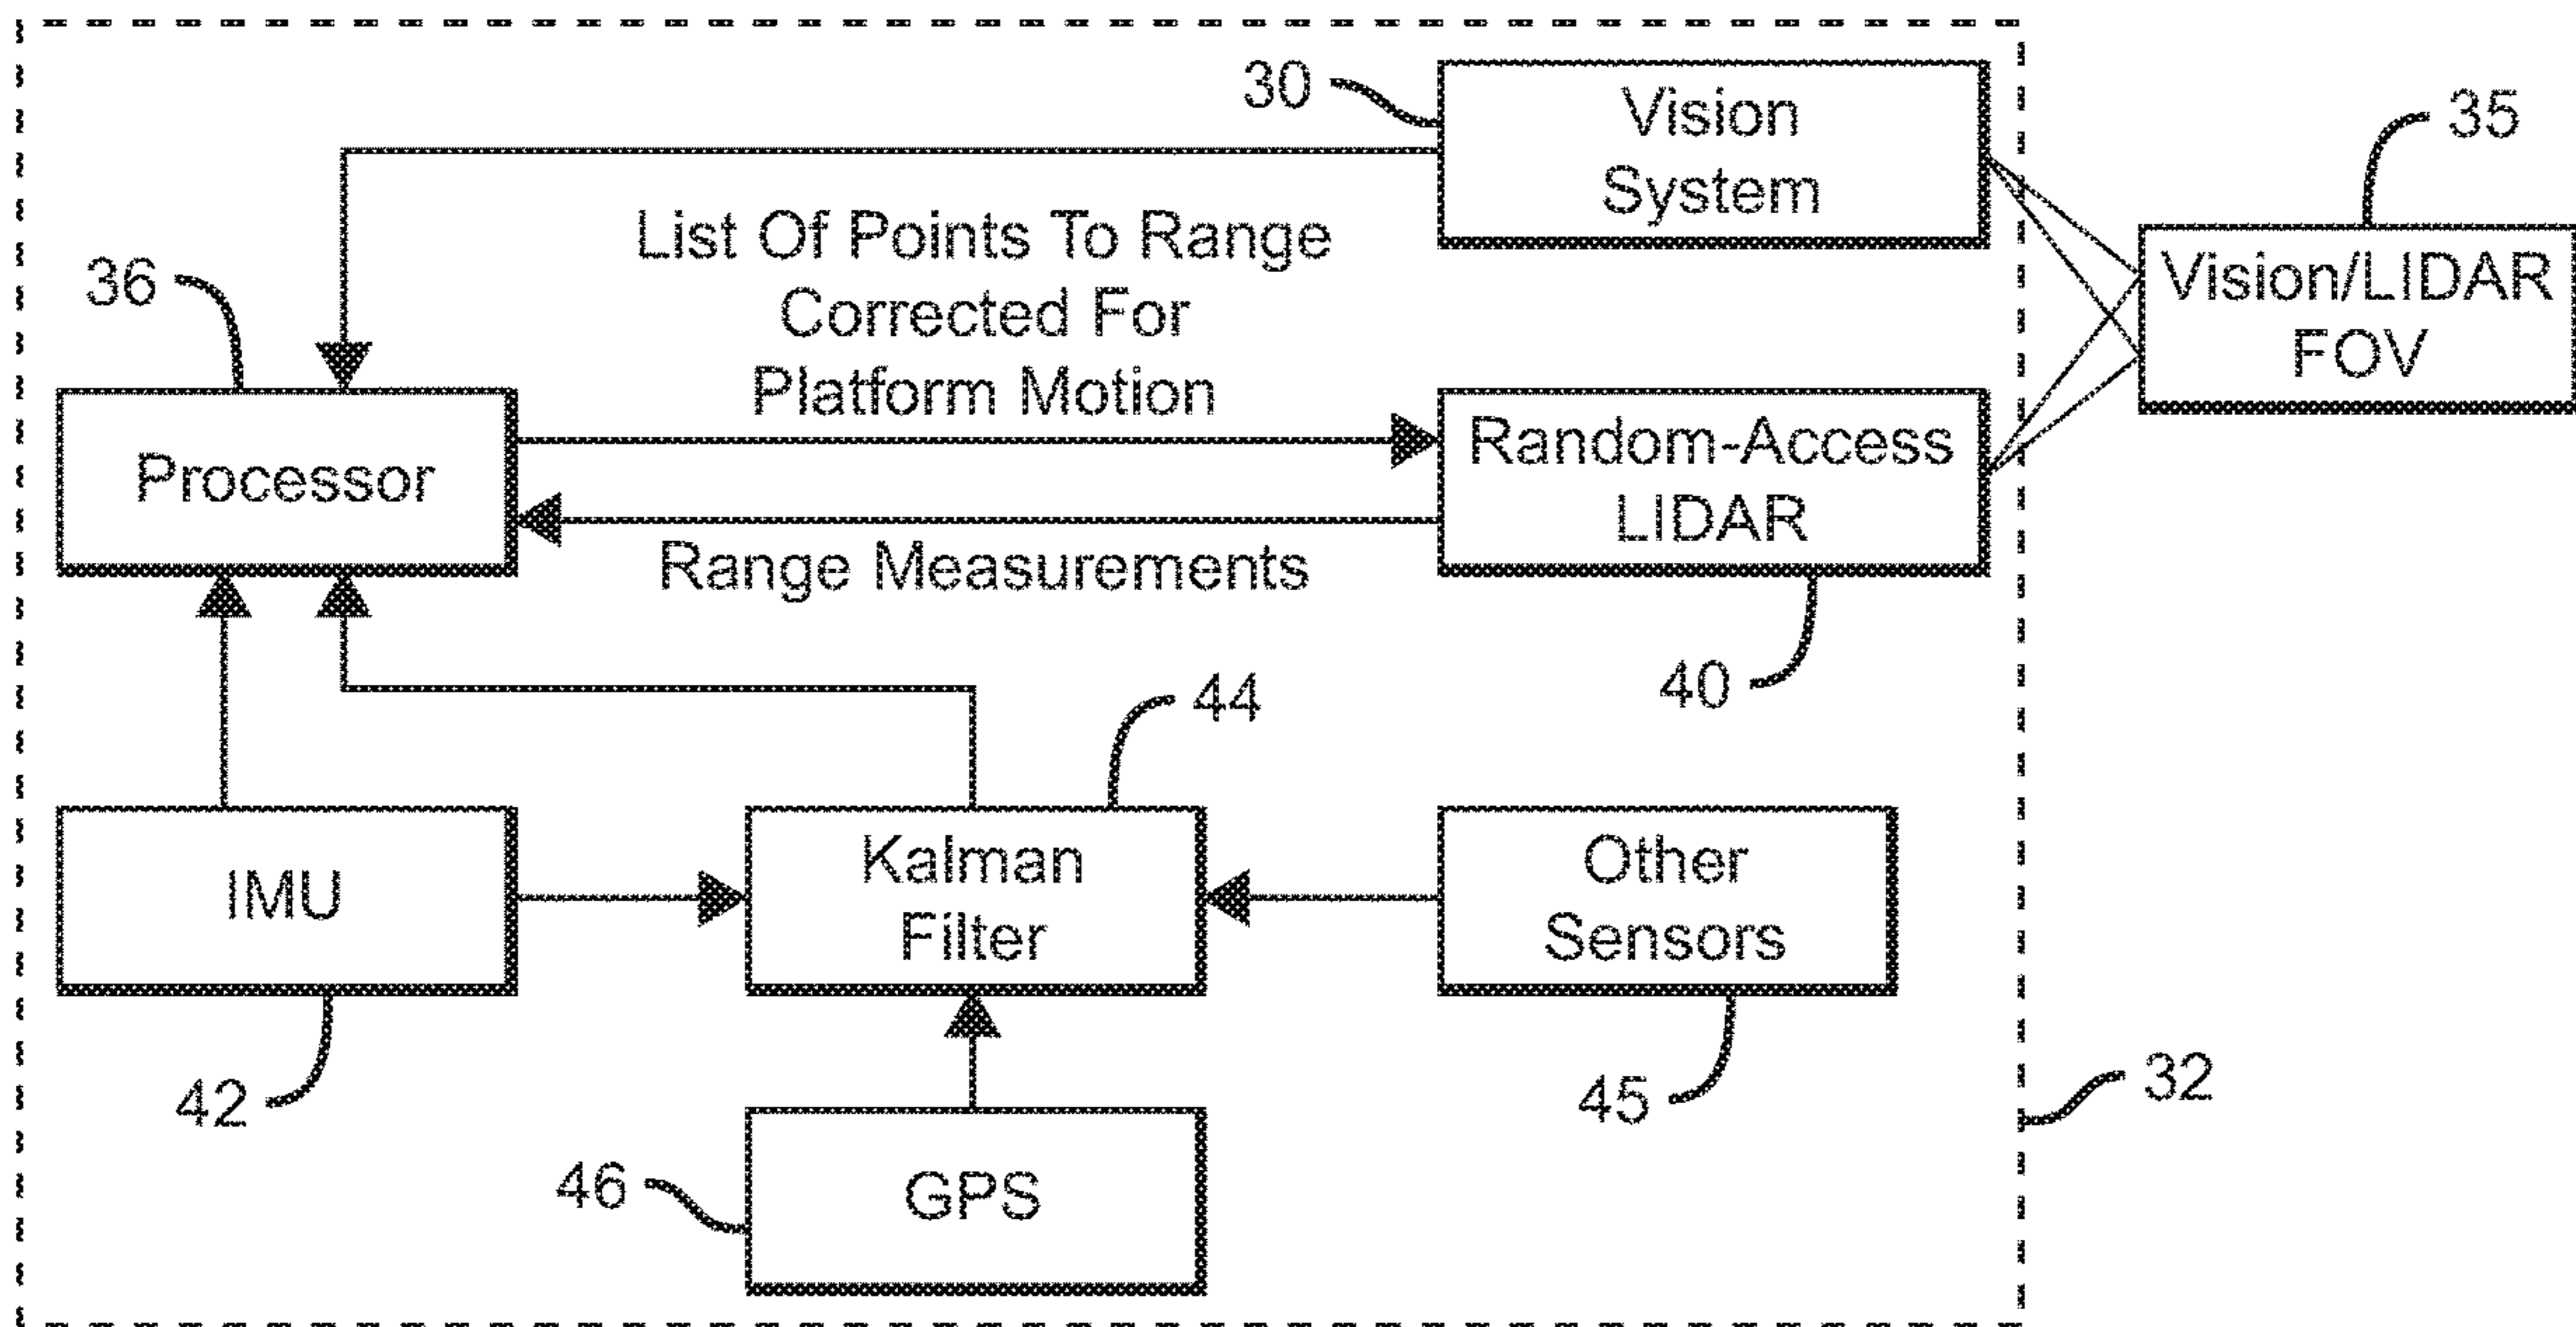 30
Vision
System
35
Vision/LIDAR
FOV
List Of Points To Range
Corrected For
Platform Motion
36
Processor
Random-Access
LIDAR
Range Measurements
40
44
IMU
Kalman
Filter
Other
Sensors
42
45
32
46
GPS